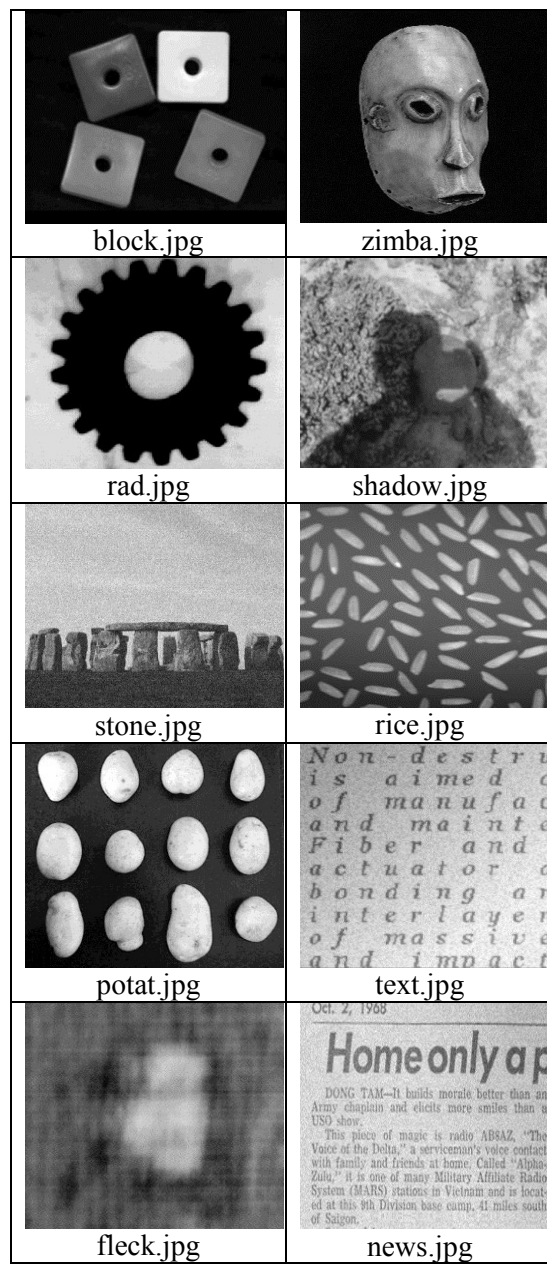 block.jpg
zimba.jpg
rad.jpg
shadow.jpg
stone.jpg
rice.jpg
Non-destru
is aimed
of manufac
and mainte
Fiber and
actuator
bonding an
interlayer
of massive
and impact
potat.jpg
text.jpg
Oct. 2, 1968
Home only a p
DONG TAM—It builds morale better than an
Army chaplain and elicits more smiles than a
USO show.
This piece of magic is radio AB8AZ, "The
Voice of the Delta," a serviceman's voice contact
with family and friends at home. Called "Alpha-
Zulu," it is one of many Military Affiliate Radio
System (MARS) stations in Vietnam and is locat-
ed at this 9th Division base camp, 41 miles south
of Saigon.
fleck.jpg
news.jpg